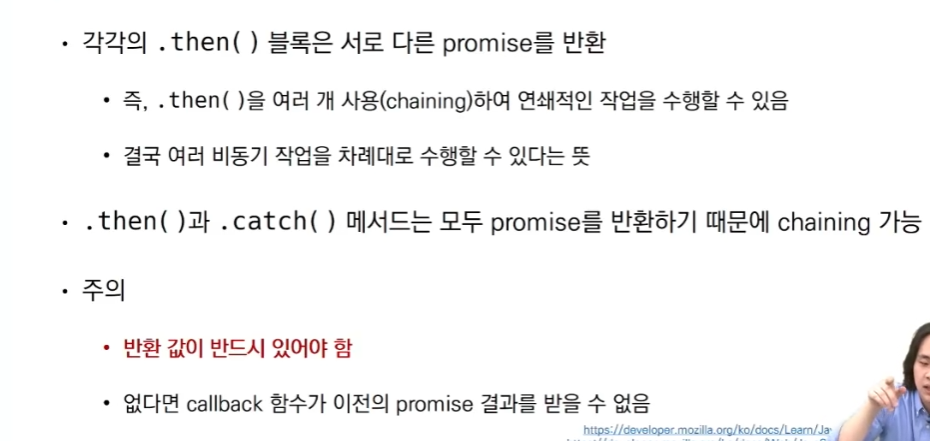 • 각각의 .then( ) 블록은 서로 다른 promise를 반환
• 즉, .then( )을 여러 개 사용(chaining)하여 연쇄적인 작업을 수행할 수 있음
• 결국 여러 비동기 작업을 차례대로 수행할 수 있다는 뜻
• .then( )과 .catch( ) 메서드는 모두 promise를 반환하기 때문에 chaining 가능
• 주의
• 반환 값이 반드시 있어야 함
• 없다면 callback 함수가 이전의 promise 결과를 받을 수 없음
https://developer.mozilla.org/ko/docs/Learn/Ja